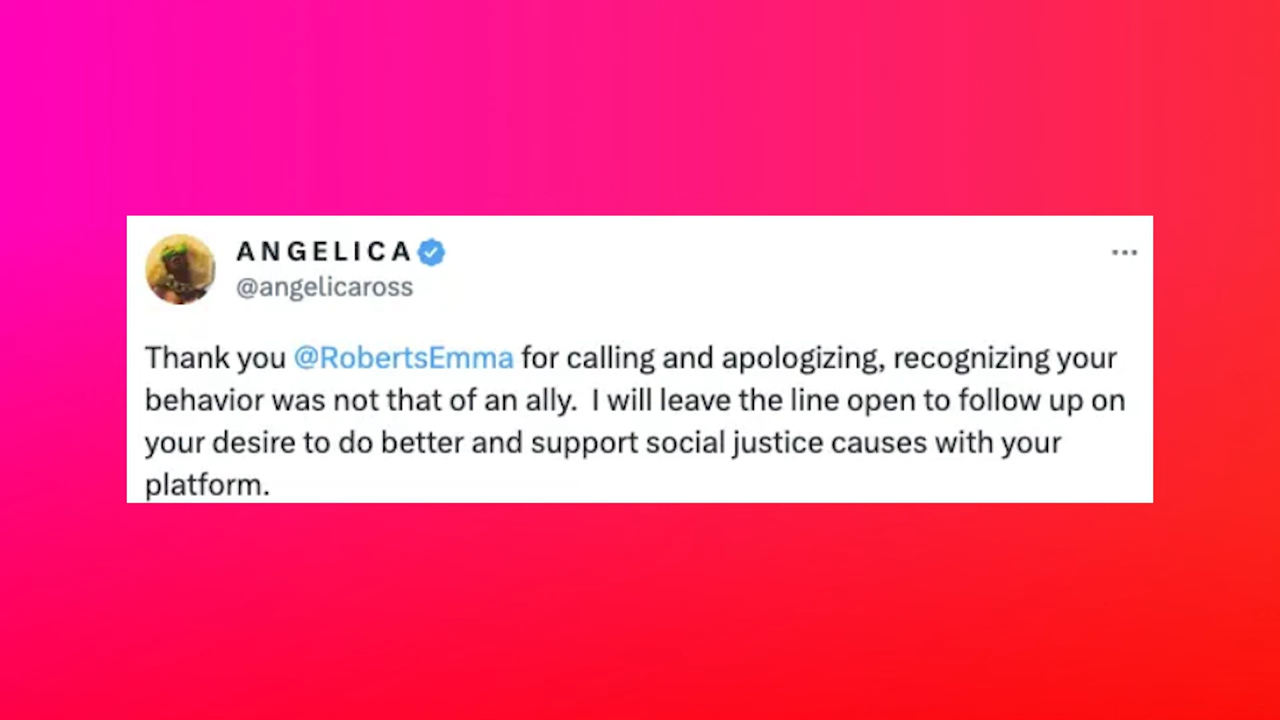 ANGELICA
@angelicaross
Thank you @RobertsEmma for calling and apologizing, recognizing your
behavior was not that of an ally.  I will leave the line open to follow up on
your desire to do better and support social justice causes with your
platform.